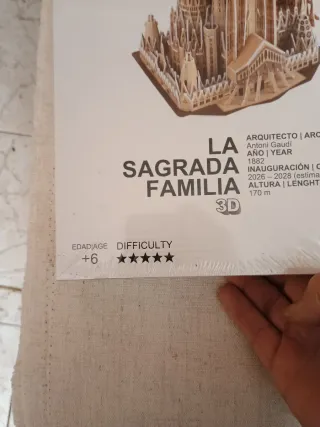 LA
SAGRADA
FAMILIA
3D
ARQUITECTO | ARC
Antoni Gaudí
AÑO | YEAR
1882
INAUGURACIÓN | O
2026 – 2028 (estima
ALTURA | LENGHT
170 m
EDAD|AGE
+6
DIFFICULTY
★★★★★